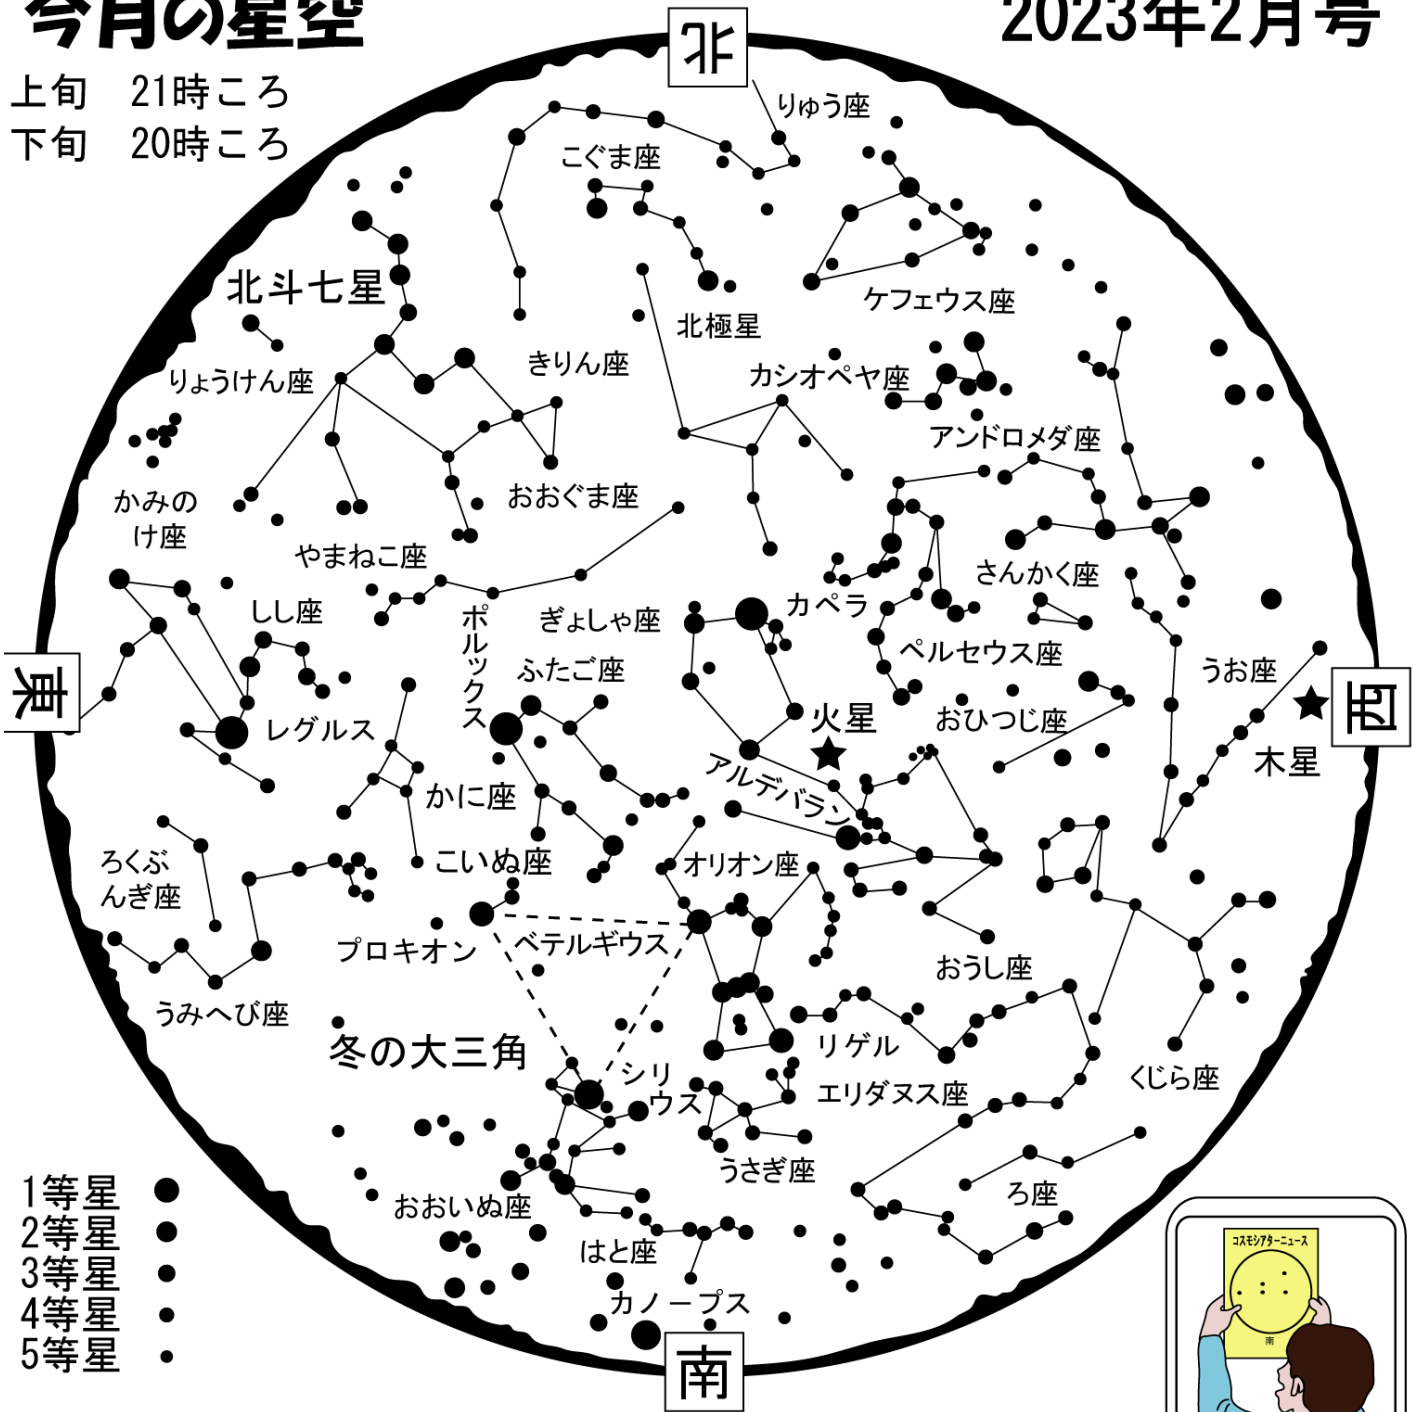 今月の星空
2023年2月号
上旬　21時ころ
下旬　20時ころ
北
りゅう座
こぐま座
北斗七星
ケフェウス座
北極星
きりん座
りょうけん座
カシオペヤ座
アンドロメダ座
かみの
け座
おおぐま座
やまねこ座
さんかく座
しし座
ポルックス
ぎょしゃ座
カペラ
ペルセウス座
ふたご座
うお座
東
西
レグルス
火星
おひつじ座
木星
アルデバラン
かに座
ろくぶ
んぎ座
こいぬ座
オリオン座
プロキオン
ベテルギウス
おうし座
うみへび座
冬の大三角
リゲル
シリ
ウス
エリダヌス座
くじら座
うさぎ座
おおいぬ座
ろ座
はと座
カノープス
南
1等星
2等星
3等星
4等星
5等星
コスモシアターニュース
南